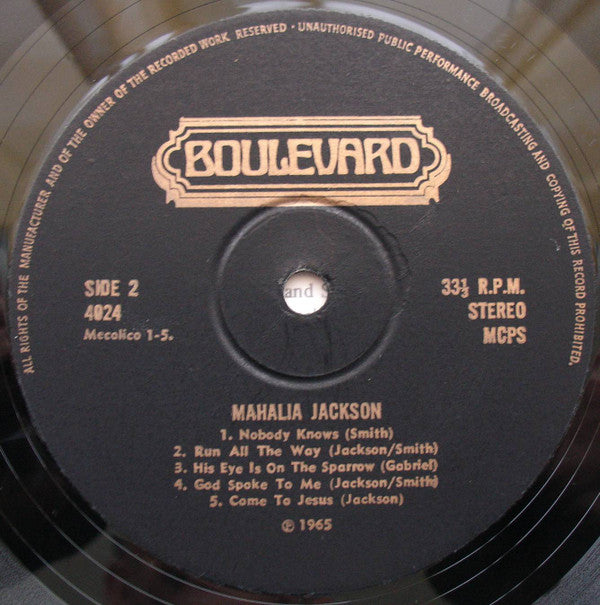 ALL RIGHTS OF THE MANUFACTURER AND OF THE OWNER OF THE RECORDED WORK RESERVED · UNAUTHORISED PUBLIC PERFORMANCE BROADCASTING AND COPYING OF THIS RECORD PROHIBITED.
BOULEVARD
SIDE 2
4024
Mecolico 1-5.
and S
33⅓ R.P.M.
STEREO
MCPS
MAHALIA JACKSON
1. Nobody Knows (Smith)
2. Run All The Way (Jackson/Smith)
3. His Eye Is On The Sparrow (Gabriel)
4. God Spoke To Me (Jackson/Smith)
5. Come To Jesus (Jackson)
℗ 1965